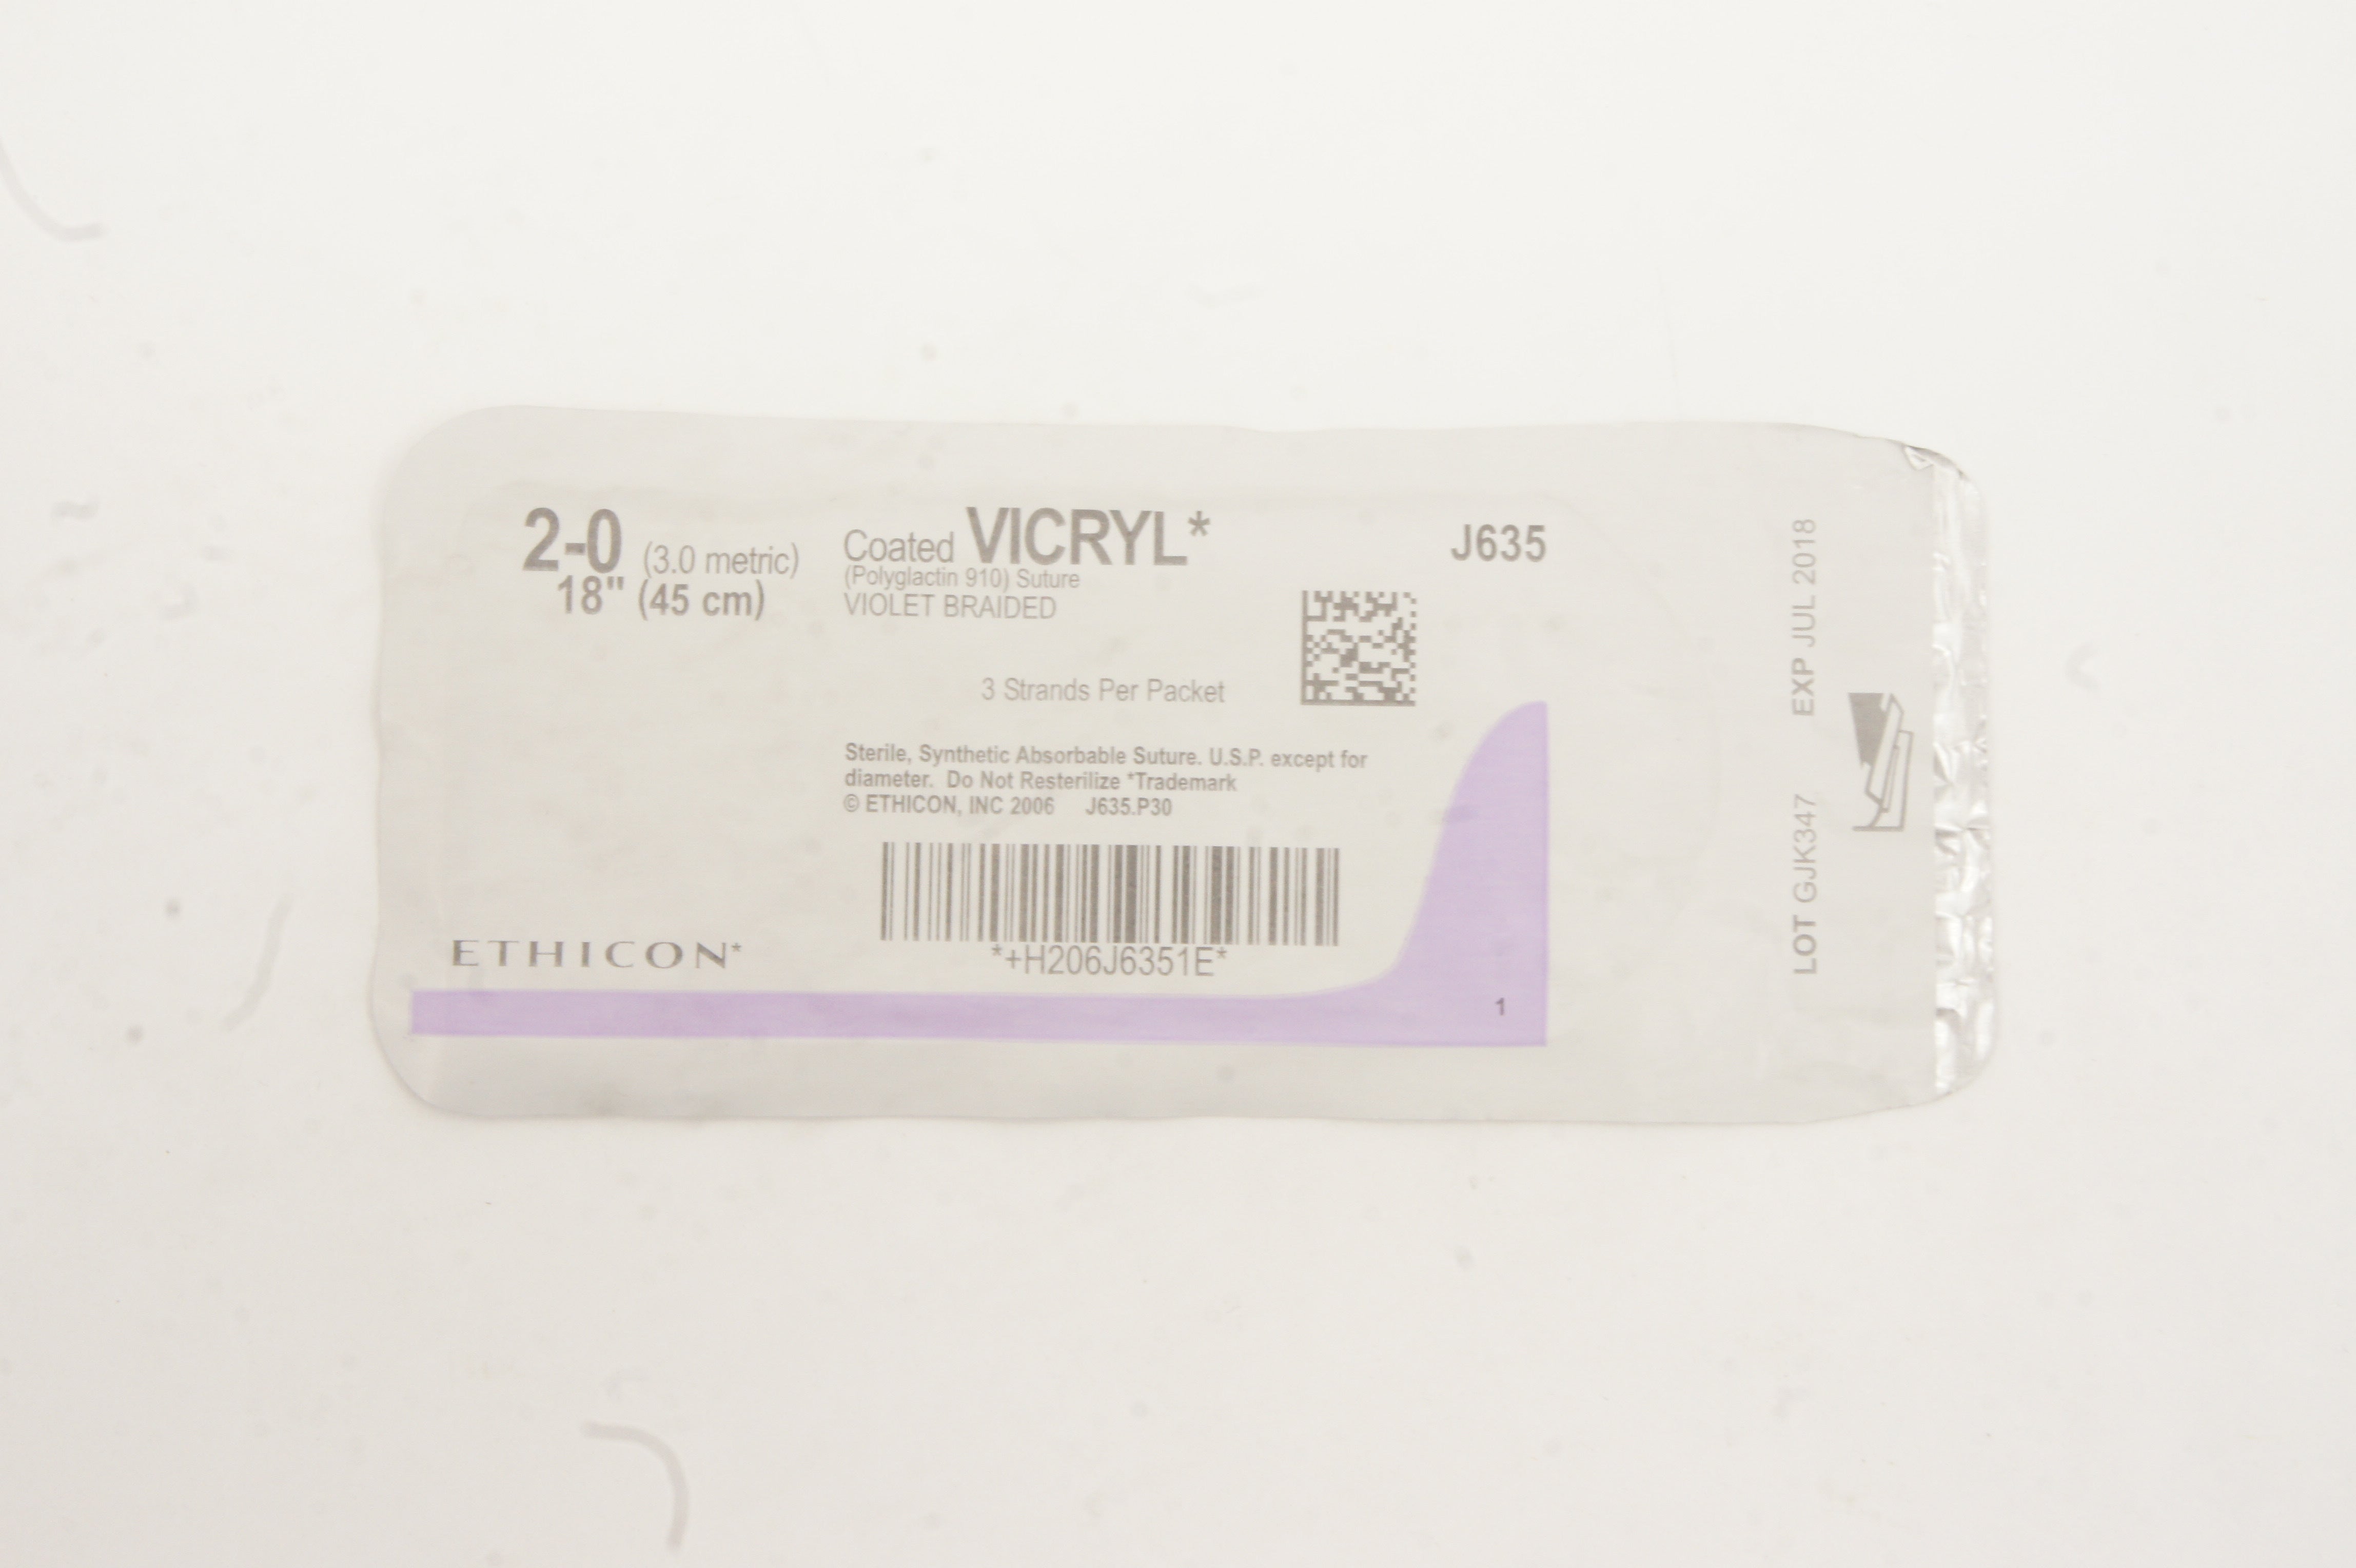 2-0 (3.0 metric)
18" (45 cm)
Coated VICRYL*
(Polyglactin 910) Suture
VIOLET BRAIDED
J635
3 Strands Per Packet
Sterile, Synthetic Absorbable Suture. U.S.P. except for
diameter. Do Not Resterilize *Trademark
© ETHICON, INC 2006 J635.P30
*+H206J6351E*
ETHICON*
1
LOT GJK347 EXP JUL 2018